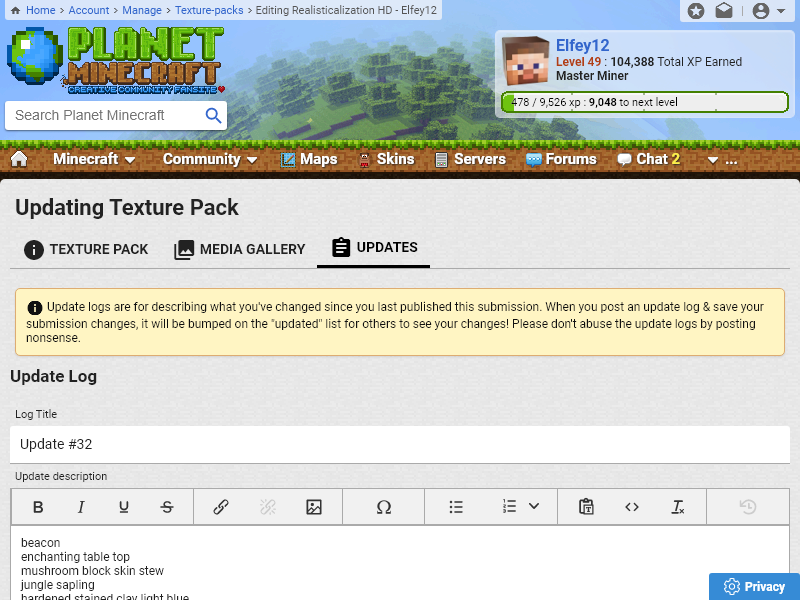 Home > Account > Manage > Texture-packs > Editing Realisticalization HD - Elfey12
PLANET
MINECRAFT
CREATIVE COMMUNITY FANSITE
Elfey12
Level 49 : 104,388 Total XP Earned
Master Miner
478 / 9,526 xp : 9,048 to next level
Search Planet Minecraft
Minecraft Community Maps Skins Servers Forums Chat 2 ...
Updating Texture Pack
TEXTURE PACK MEDIA GALLERY UPDATES
Update logs are for describing what you've changed since you last published this submission. When you post an update log & save your
submission changes, it will be bumped on the "updated" list for others to see your changes! Please don't abuse the update logs by posting
nonsense.
Update Log
Log Title
Update #32
Update description
B I U S Ω
beacon
enchanting table top
mushroom block skin stew
jungle sapling
hardened stained clay light blue
Privacy